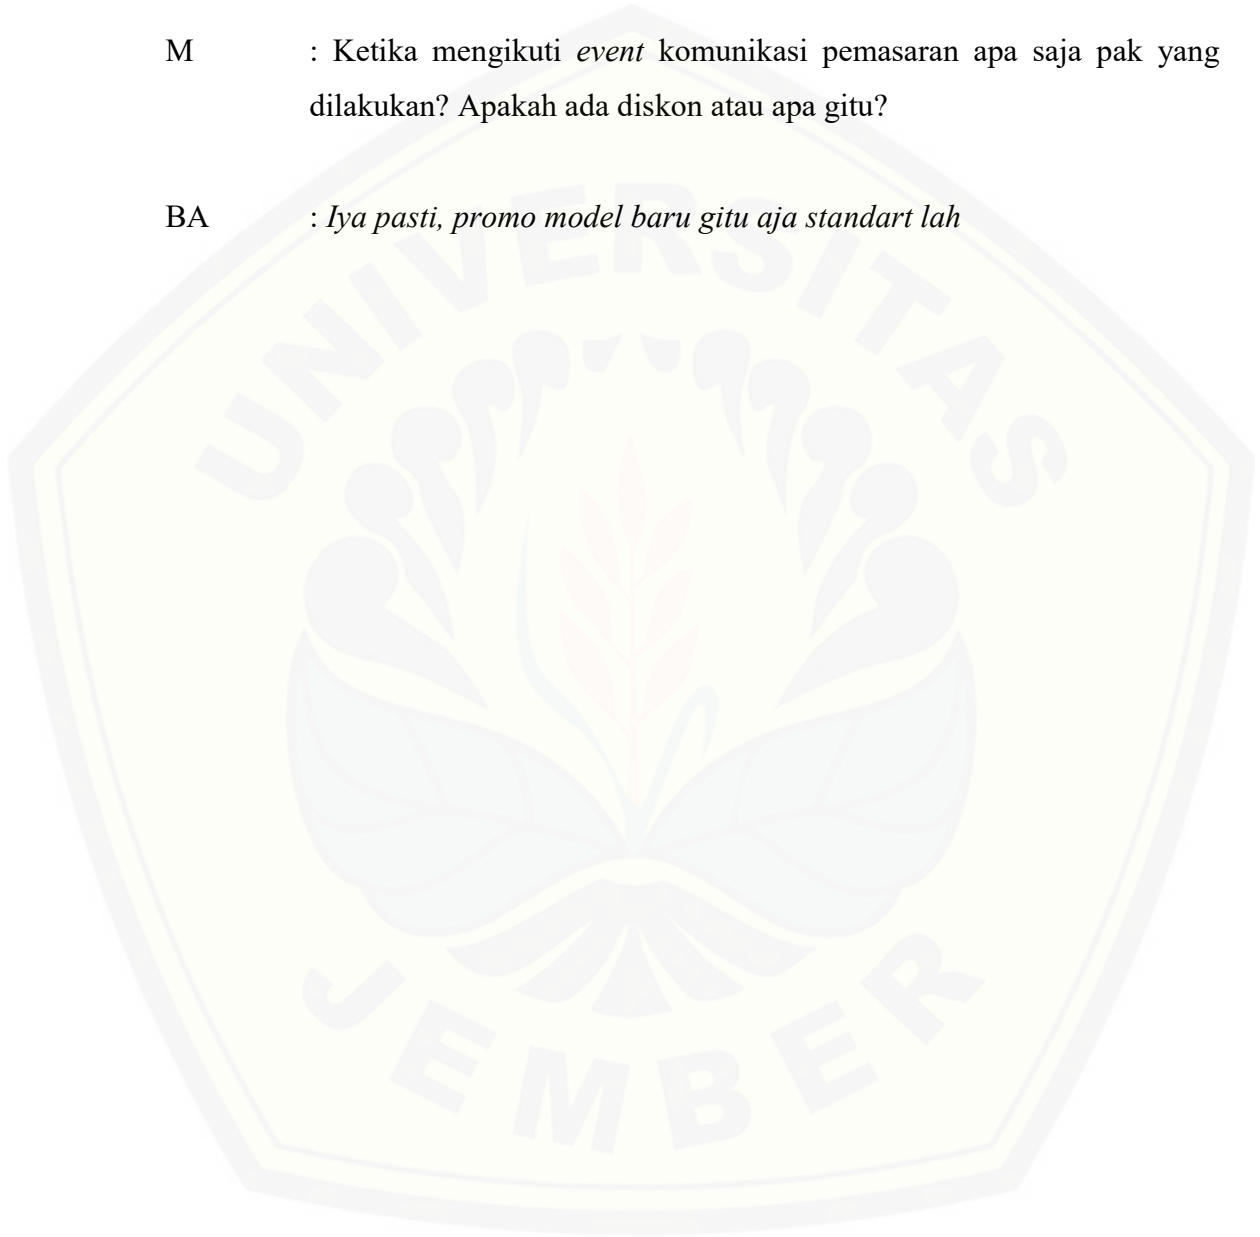 M : Ketika mengikuti event komunikasi pemasaran apa saja pak yang
dilakukan? Apakah ada diskon atau apa gitu?
BA : Iya pasti, promo model baru gitu aja standart lah
UNIVERSITAS
JEMBER